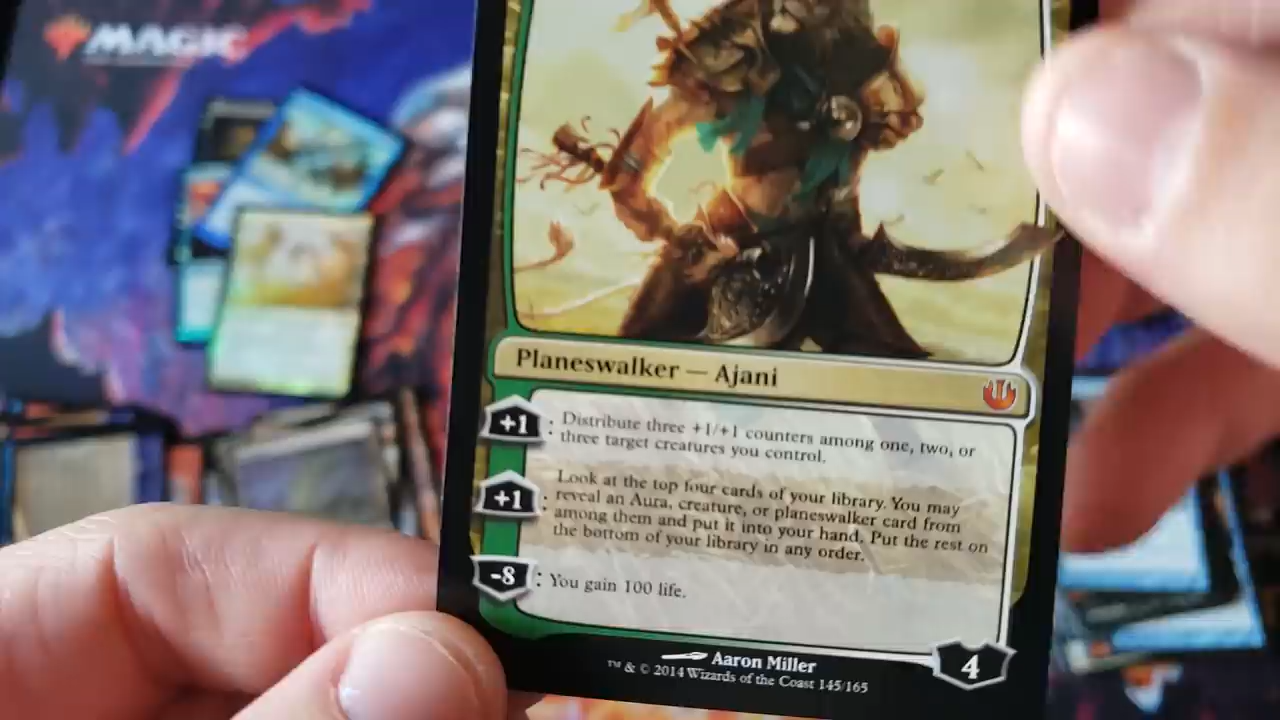 MAGIC
Planeswalker — Ajani
+1 : Distribute three +1/+1 counters among one, two, or
three target creatures you control.
Look at the top four cards of your library. You may
+1 : reveal an Aura, creature, or planeswalker card from
among them and put it into your hand. Put the rest on
the bottom of your library in any order.
-8 : You gain 100 life.
Aaron Miller
4
™ & © 2014 Wizards of the Coast 145/165